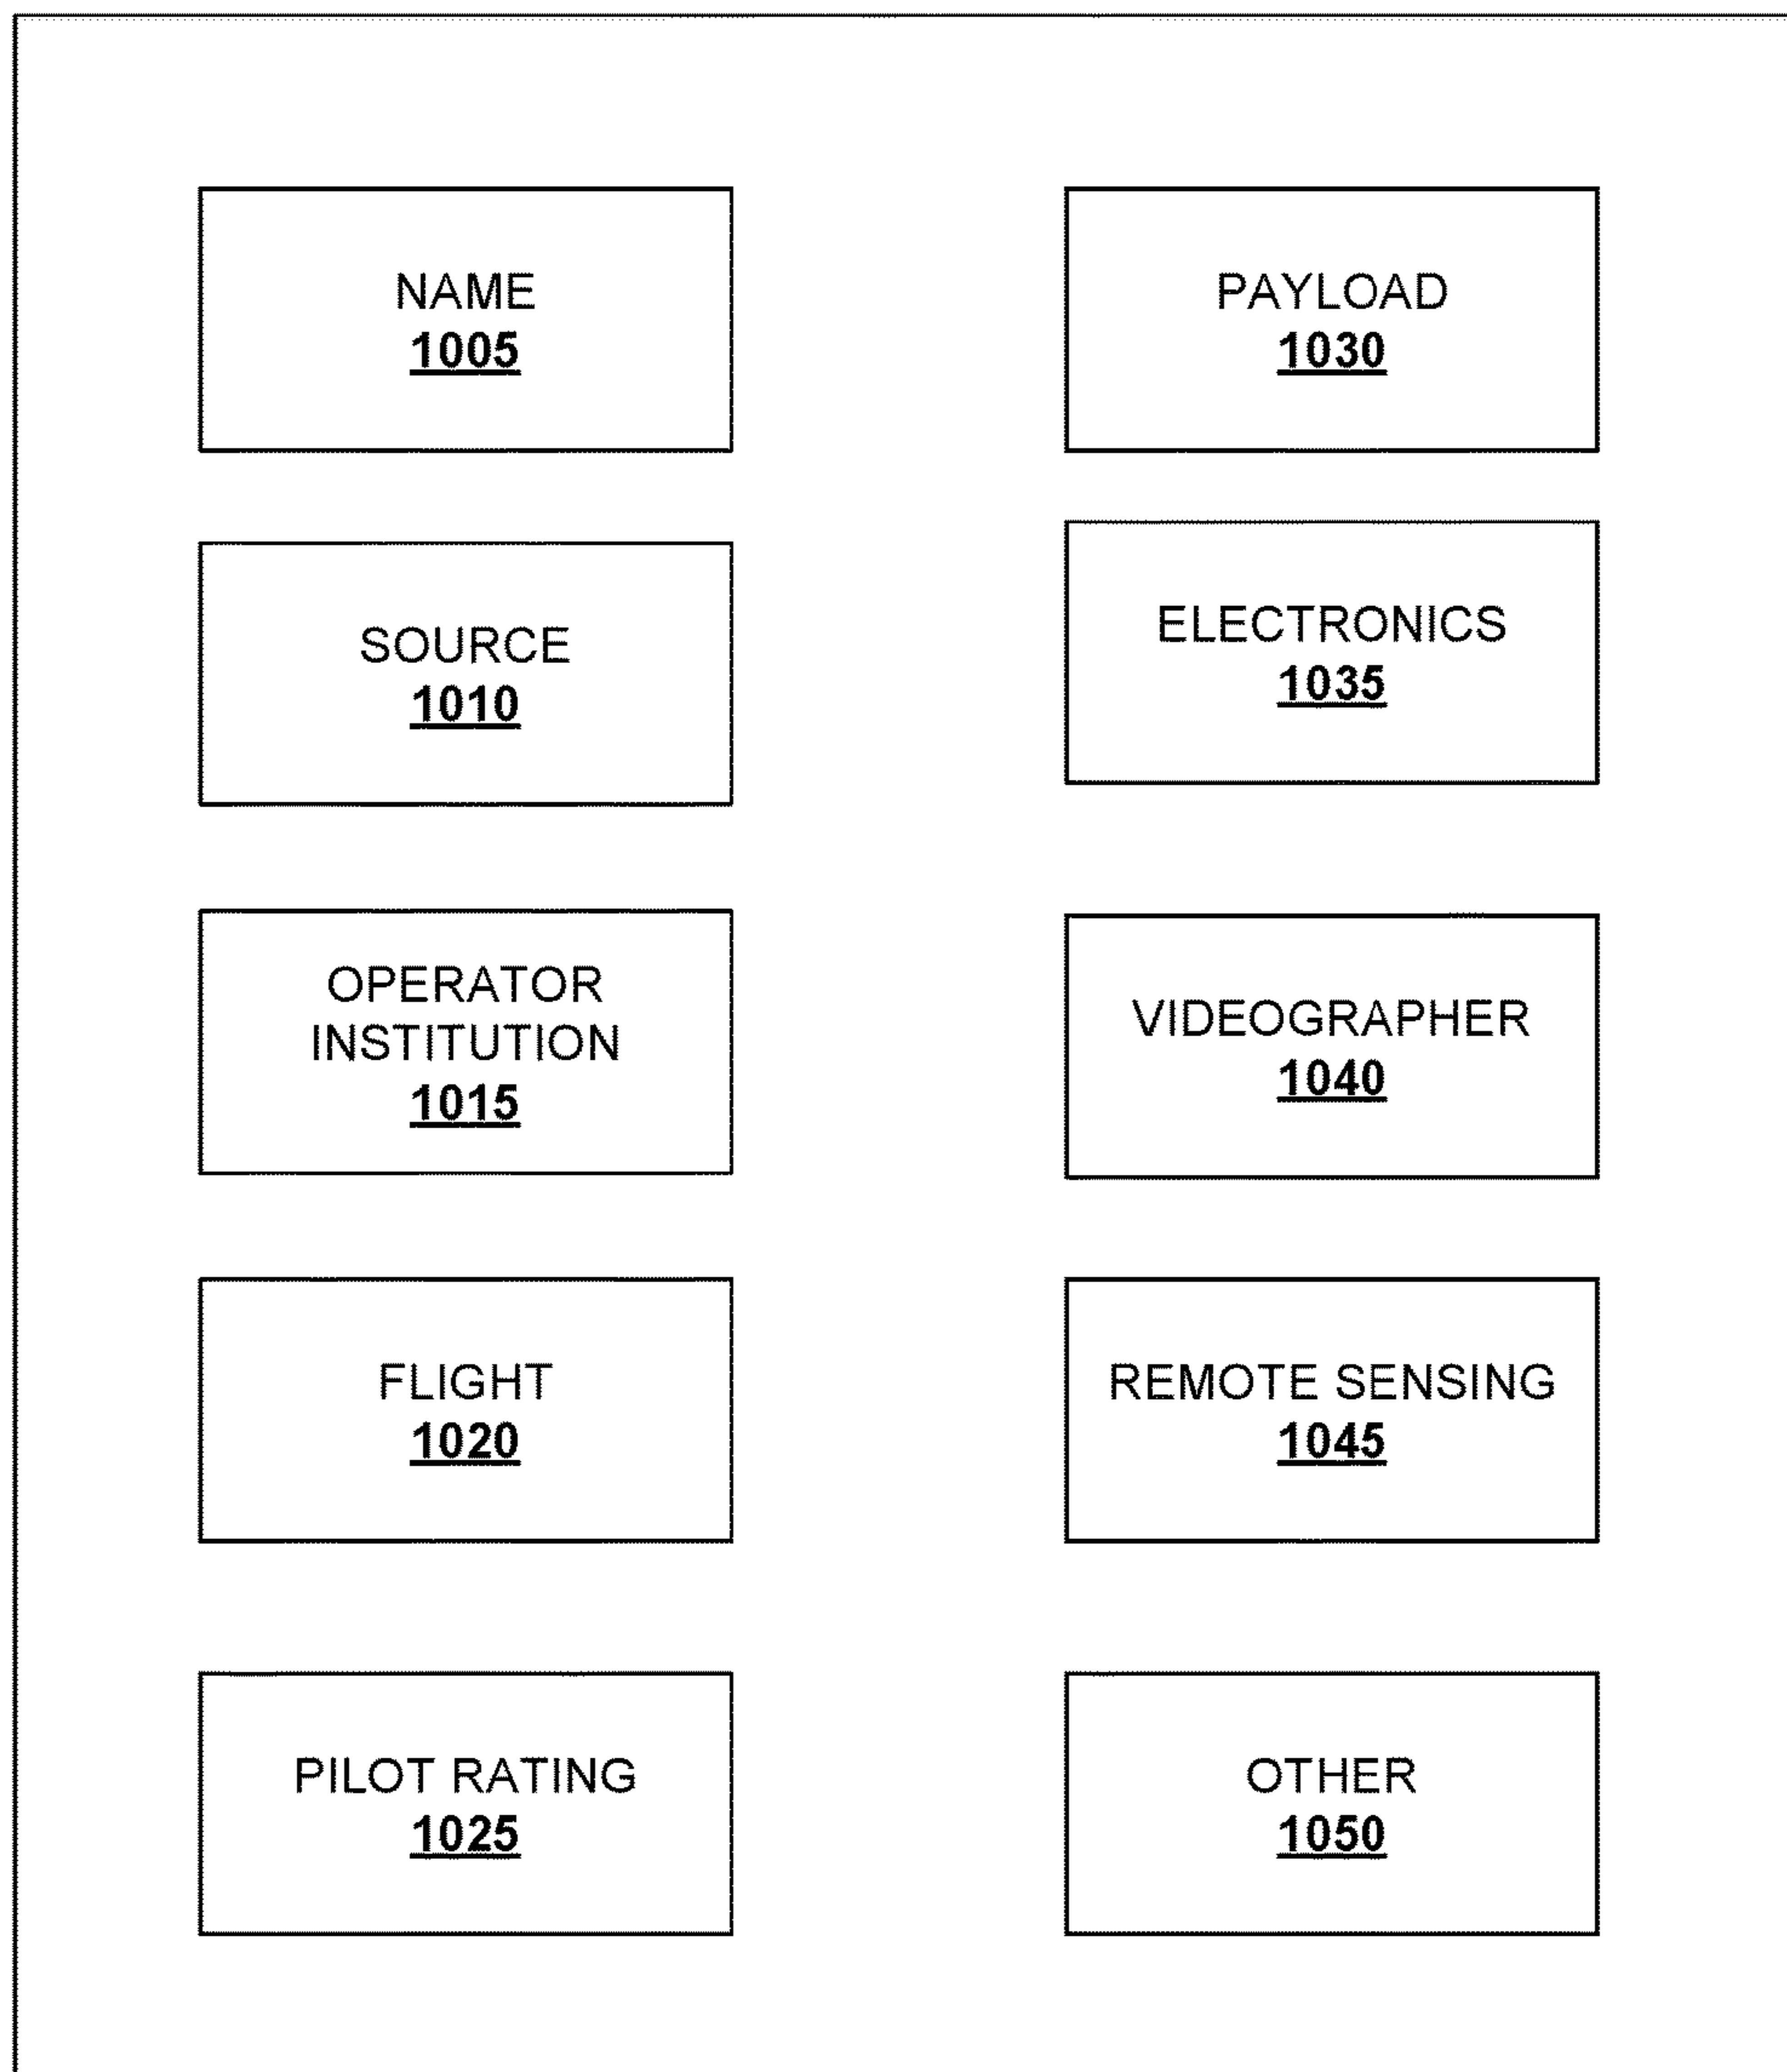 NAME
1005
SOURCE
1010
OPERATOR
INSTITUTION
1015
FLIGHT
1020
PILOT RATING
1025
PAYLOAD
1030
ELECTRONICS
1035
VIDEOGRAPHER
1040
REMOTE SENSING
1045
OTHER
1050